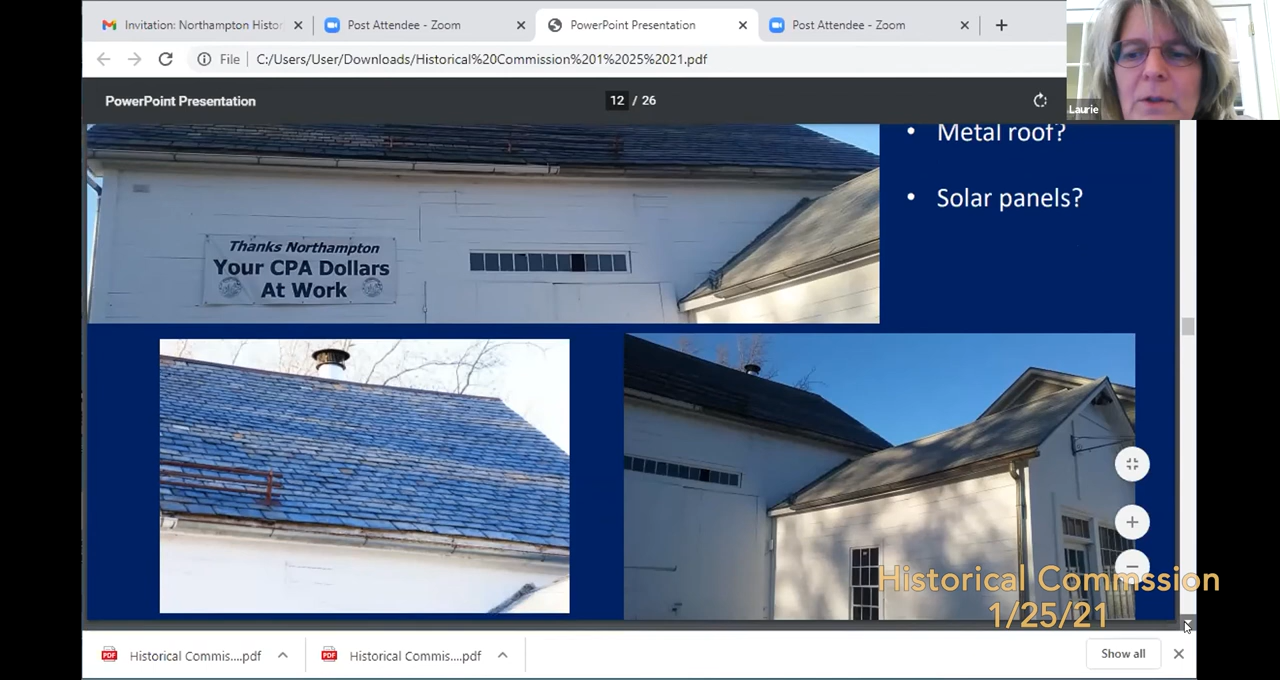 Invitation: Northampton Histor
Post Attendee - Zoom
PowerPoint Presentation
Post Attendee - Zoom
File
C:/Users/User/Downloads/Historical%20Commission%201%2025%2021.pdf
PowerPoint Presentation
12 / 26
Laurie
• Metal roof?
• Solar panels?
Thanks Northampton
Your CPA Dollars
At Work
Historical Commssion
1/25/21
PDF
Historical Commis....pdf
PDF
Historical Commis....pdf
Show all